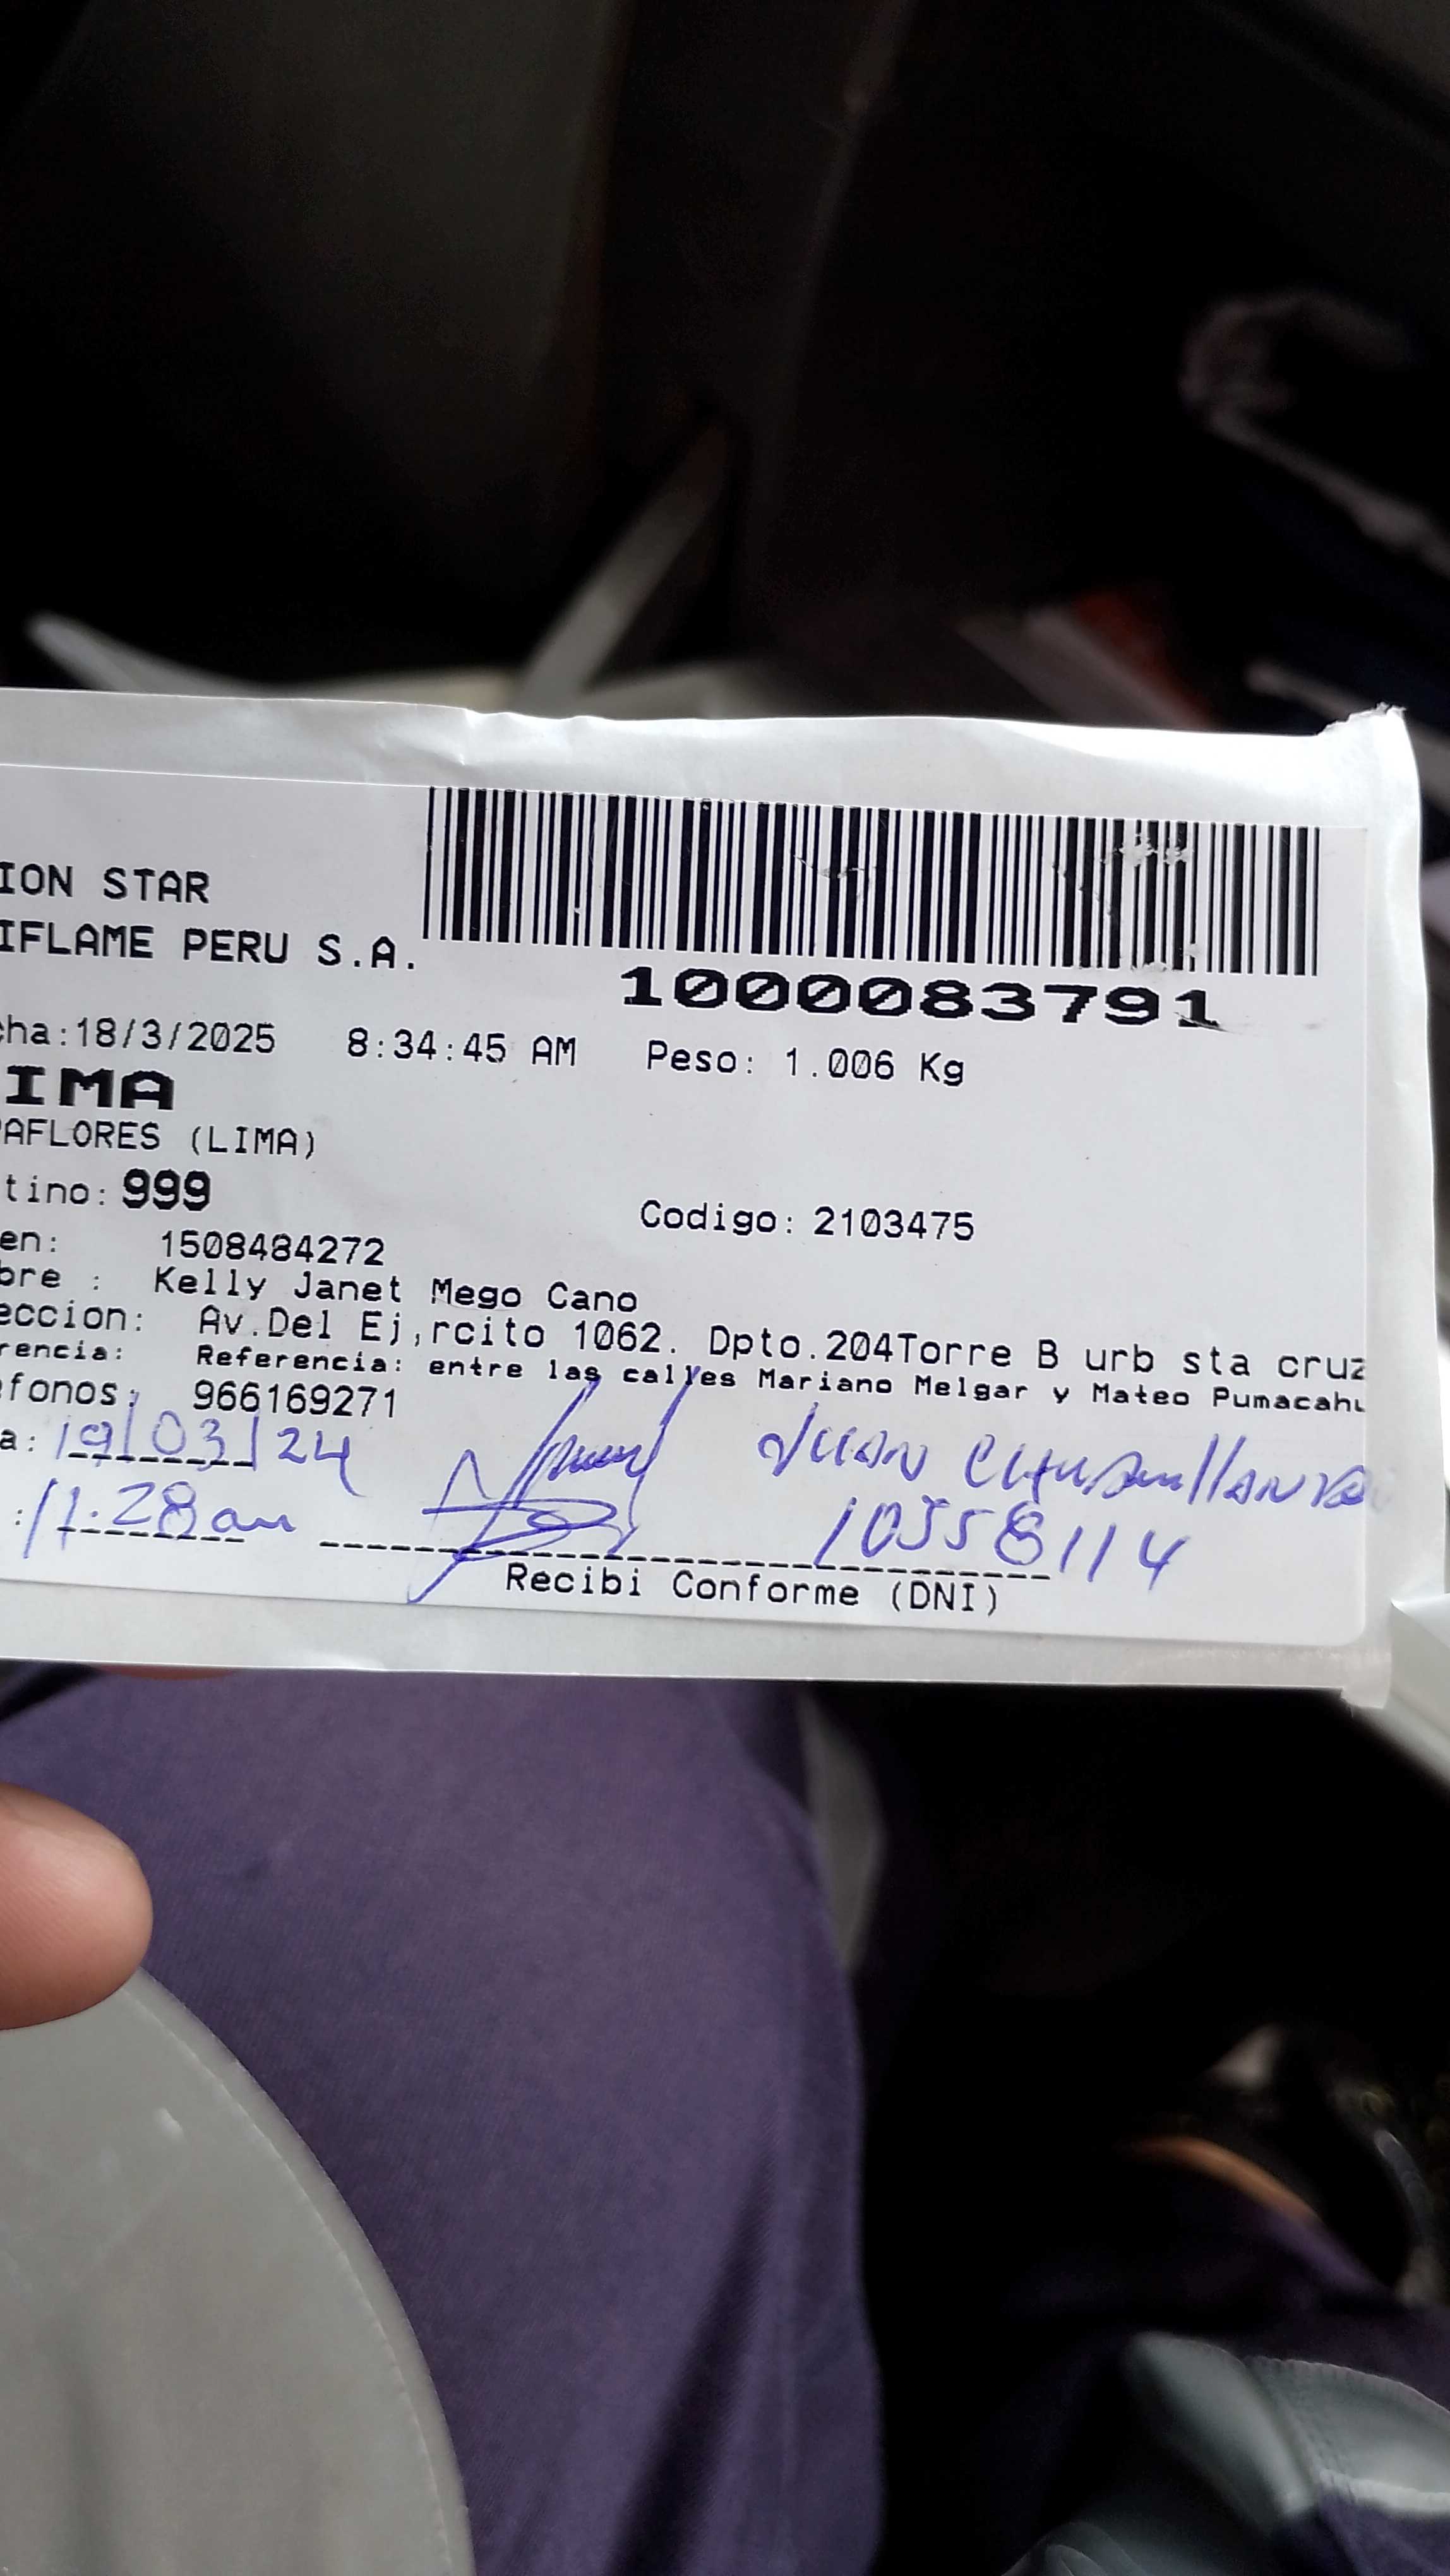 ION STAR
IFLAME PERU S.A.
1000083791
cha:18/3/2025 8:34:45 AM Peso: 1.006 Kg
IMA
AFLORES (LIMA)
tino: 999
Codigo: 2103475
en: 1508484272
bre : Kelly Janet Mego Cano
eccion: Av.Del Ej,rcito 1062. Dpto.204Torre B urb sta cruz
rencia: Referencia: entre las calles Mariano Melgar y Mateo Pumacahu
fonos: 966169271
a: 19/03/24 JUAN
: 11:28am 10558114
Recibi Conforme (DNI)